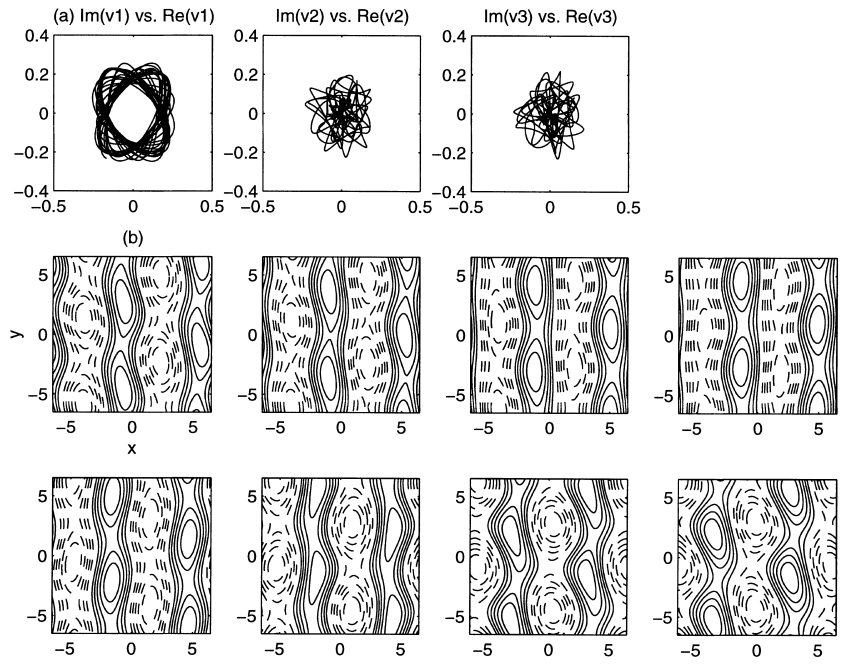 (a) Im(v1) vs. Re(v1) Im(v2) vs. Re(v2) Im(v3) vs. Re(v3)
0.4 0.4 0.4
0.2 0.2 0.2
0 0 0
−0.2 −0.2 −0.2
−0.4 −0.4 −0.4
−0.5 0 0.5 −0.5 0 0.5 −0.5 0 0.5
(b)
5 5 5 5
y 0 0 0 0
−5 −5 −5 −5
−5 0 5 −5 0 5 −5 0 5 −5 0 5
x
5 5 5 5
0 0 0 0
−5 −5 −5 −5
−5 0 5 −5 0 5 −5 0 5 −5 0 5